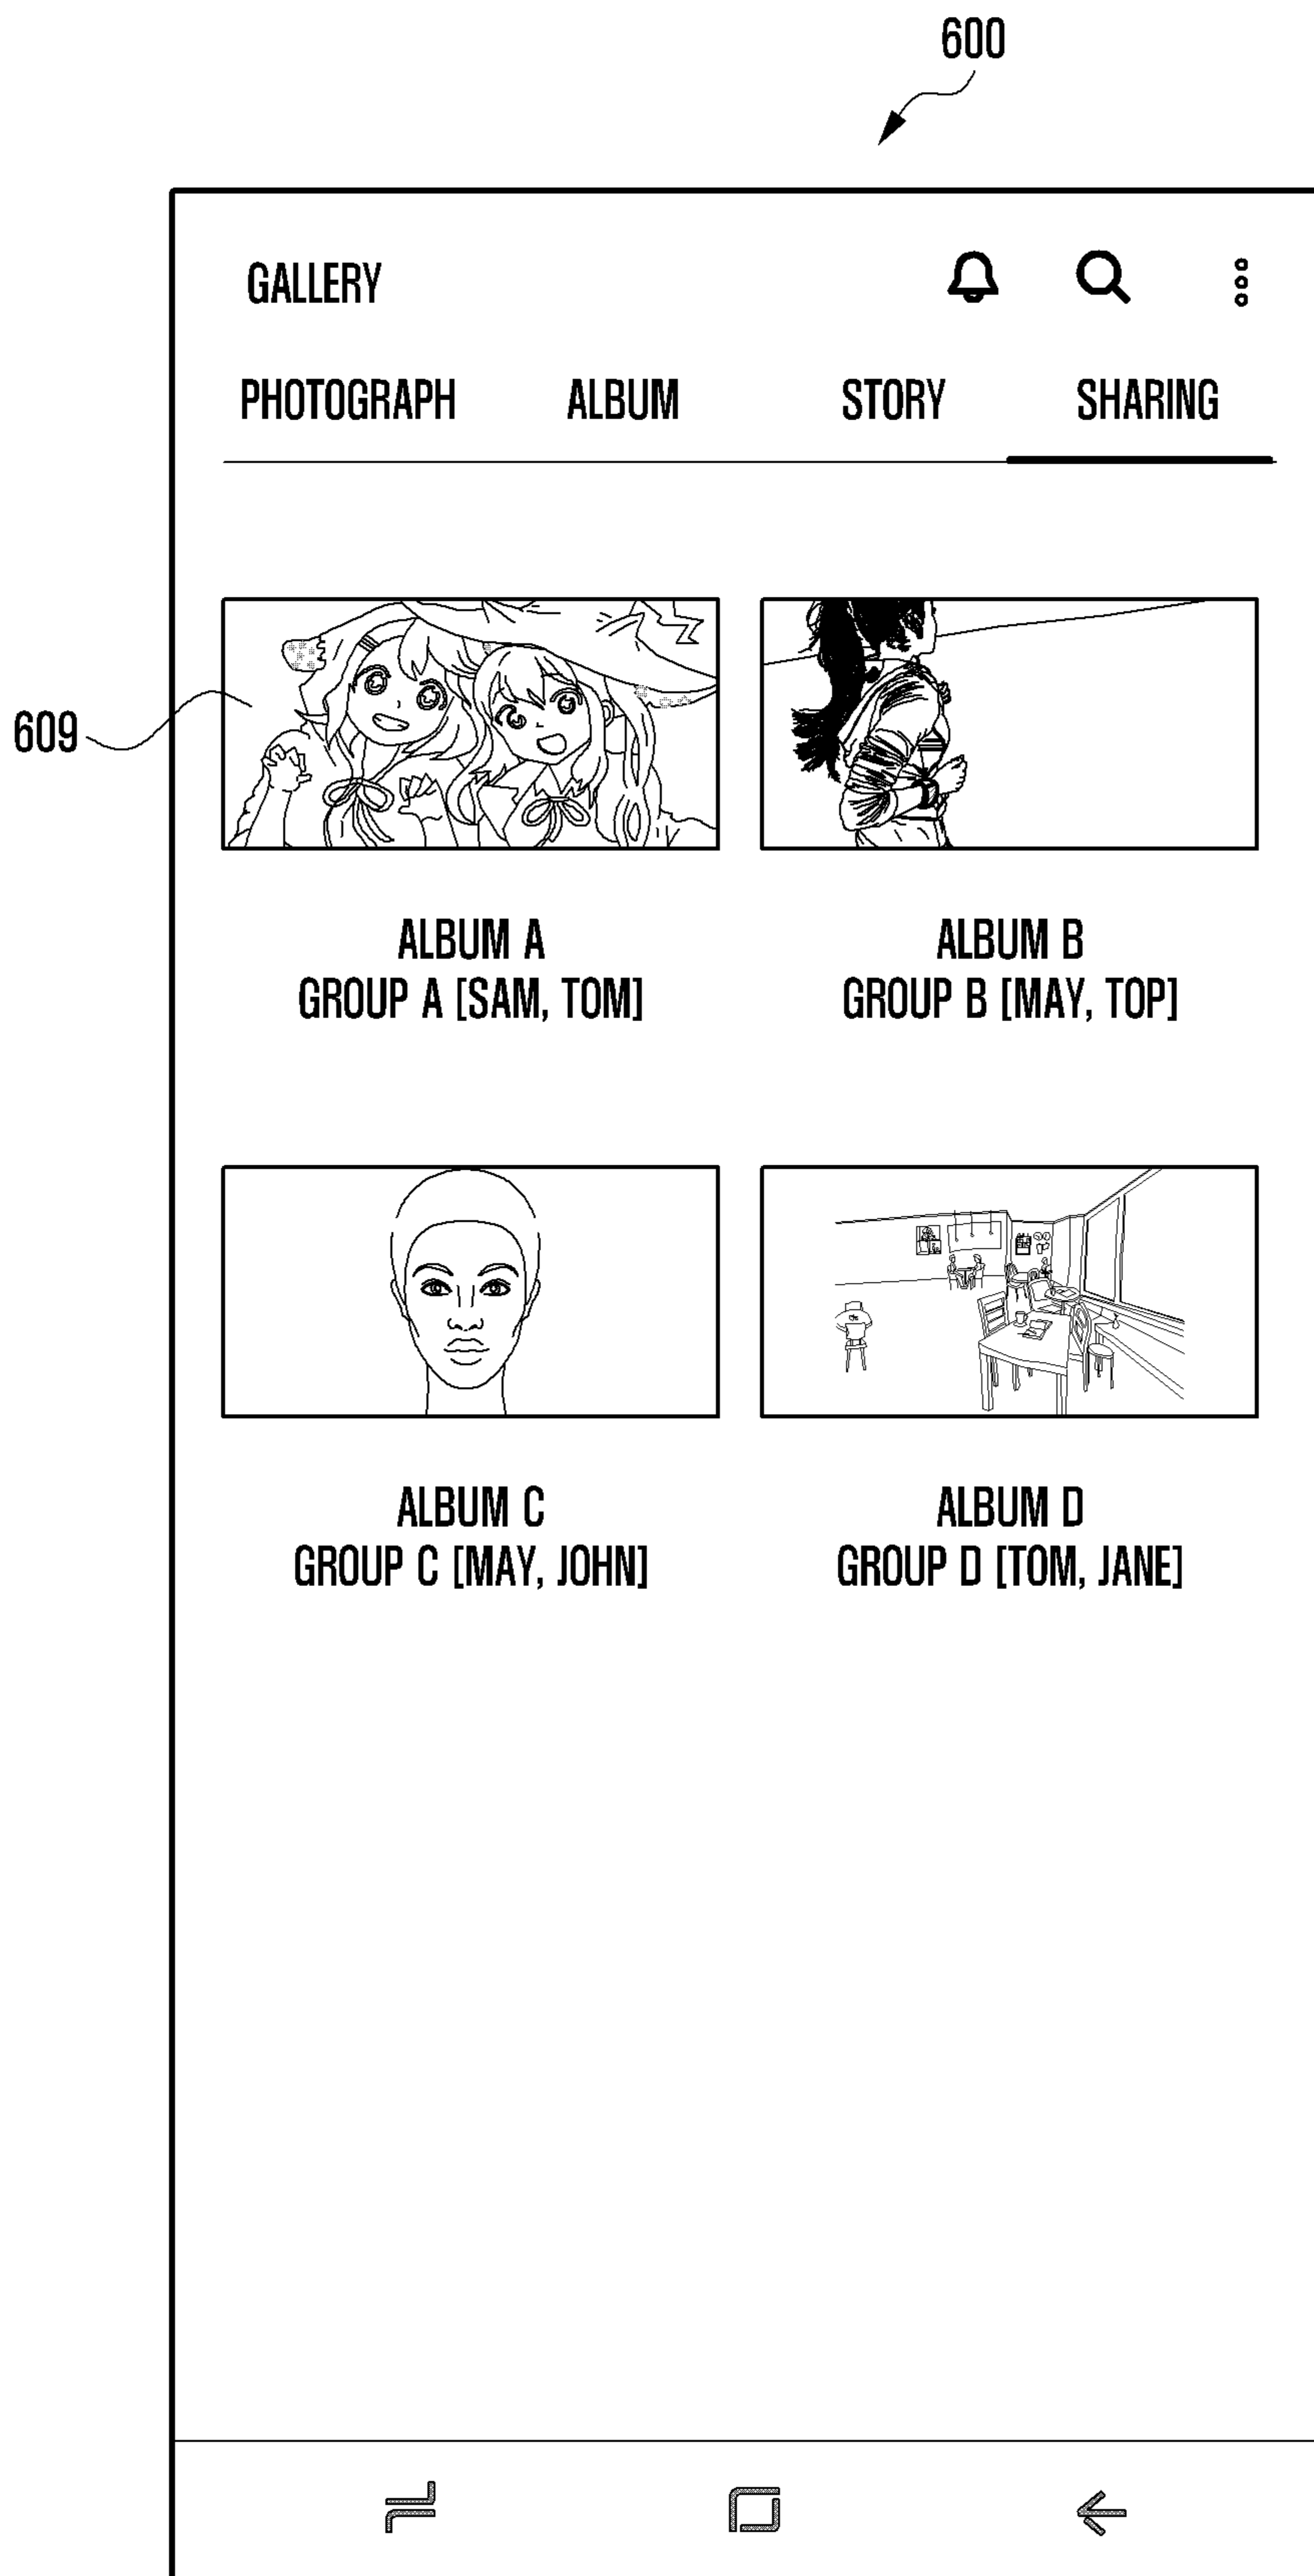 600
GALLERY
PHOTOGRAPH ALBUM STORY SHARING
609
ALBUM A ALBUM B
GROUP A [SAM, TOM] GROUP B [MAY, TOP]
ALBUM C ALBUM D
GROUP C [MAY, JOHN] GROUP D [TOM, JANE]